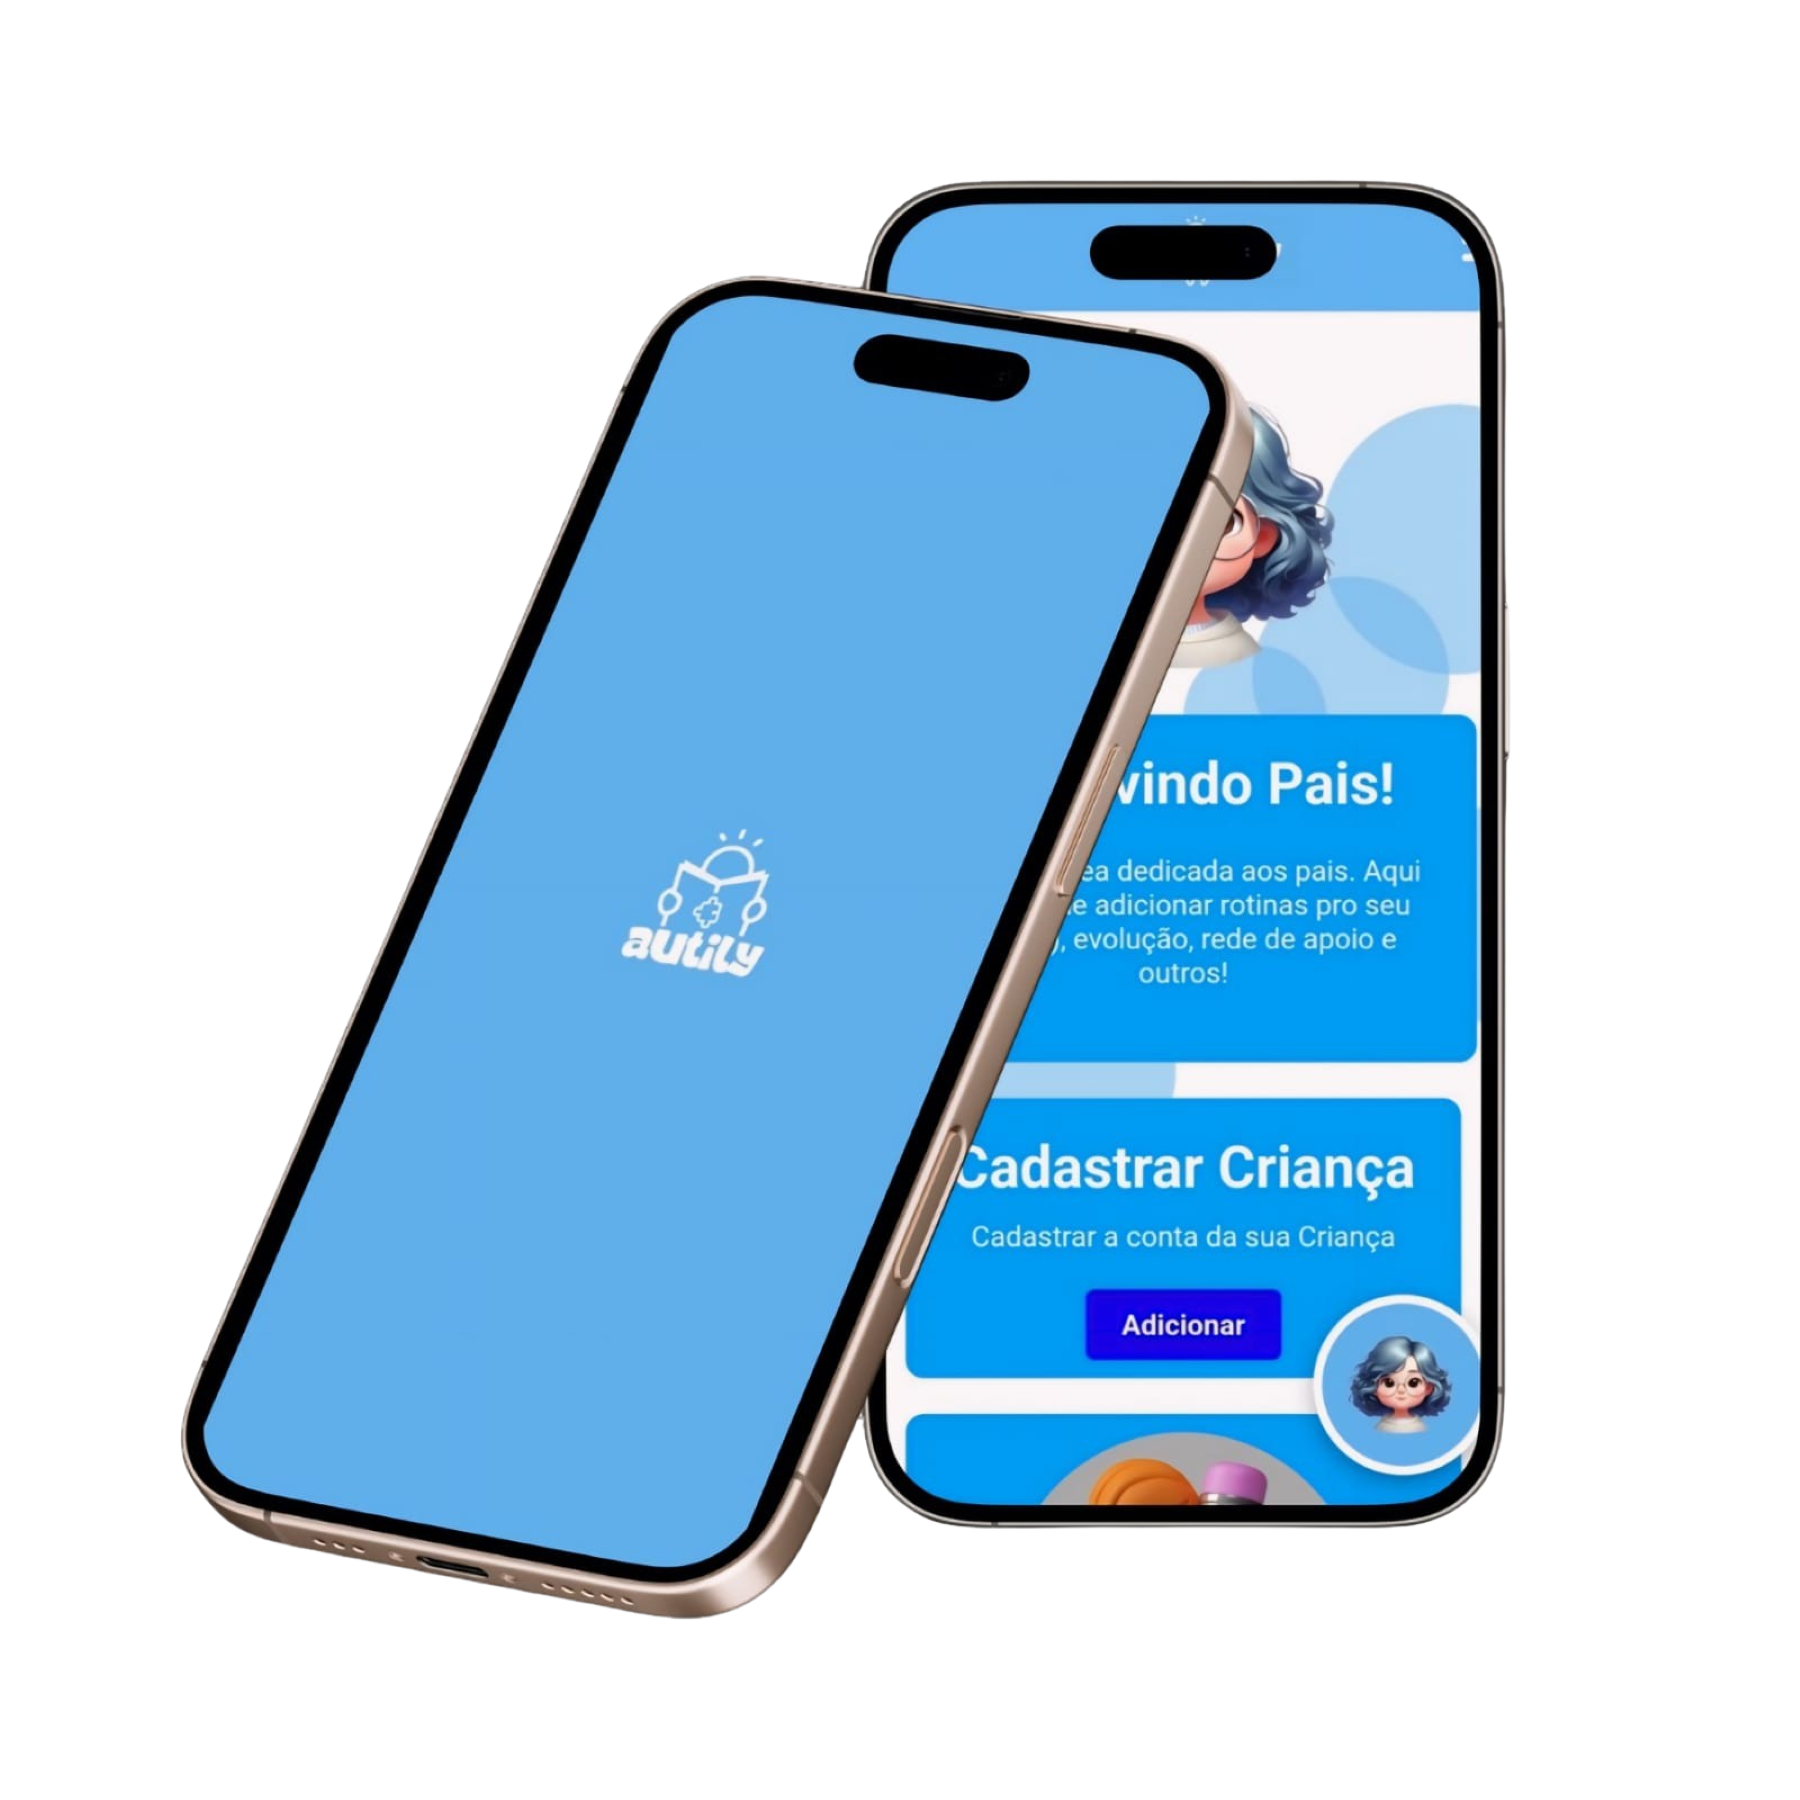 autily
vindo Pais!
ea dedicada aos pais. Aqui
e adicionar rotinas pro seu
), evolução, rede de apoio e
outros!
Cadastrar Criança
Cadastrar a conta da sua Criança
Adicionar